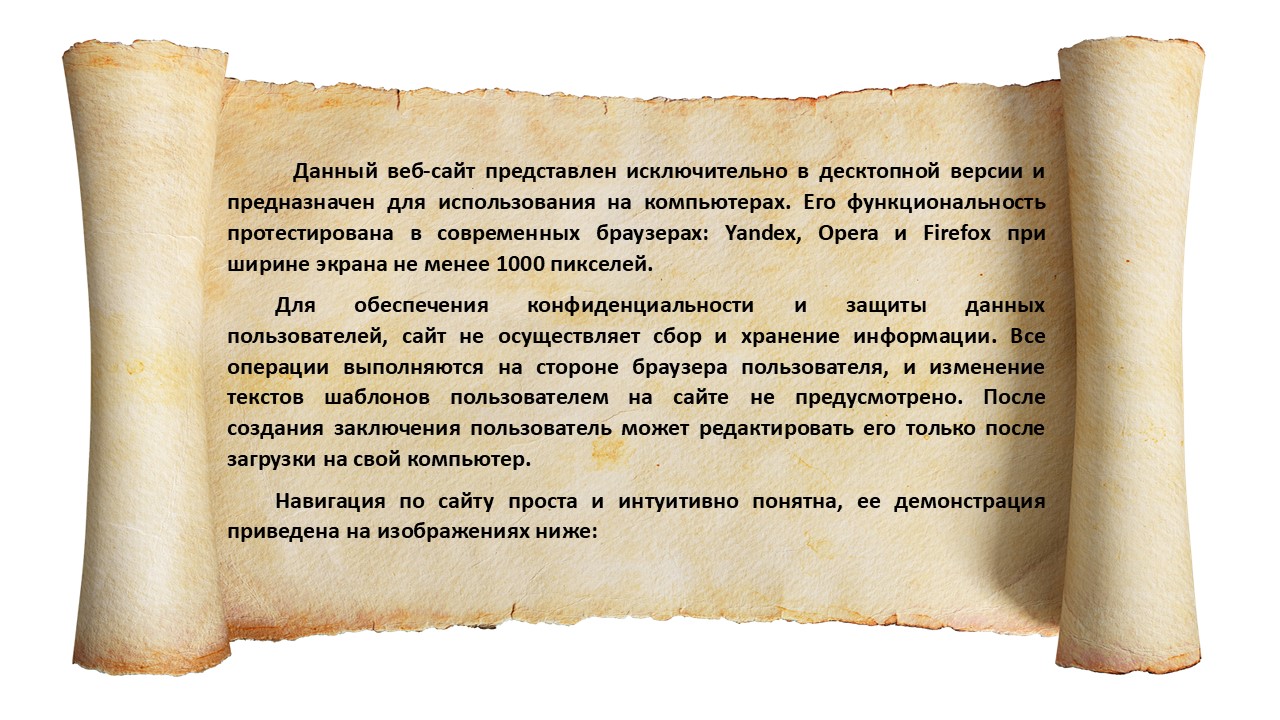 Данный веб-сайт представлен исключительно в десктопной версии и
предназначен для использования на компьютерах. Его функциональность
протестирована в современных браузерах: Yandex, Opera и Firefox при
ширине экрана не менее 1000 пикселей.
Для обеспечения конфиденциальности и защиты данных
пользователей, сайт не осуществляет сбор и хранение информации. Все
операции выполняются на стороне браузера пользователя, и изменение
текстов шаблонов пользователем на сайте не предусмотрено. После
создания заключения пользователь может редактировать его только после
загрузки на свой компьютер.
Навигация по сайту проста и интуитивно понятна, ее демонстрация
приведена на изображениях ниже: